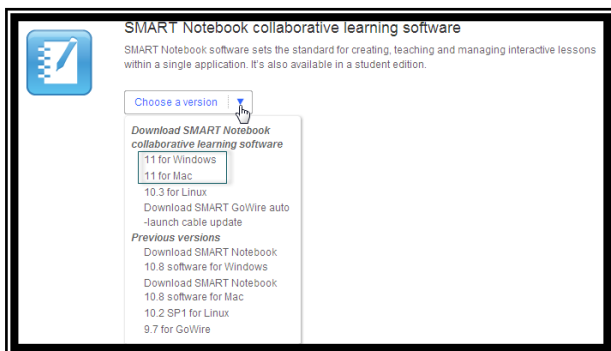 SMART Notebook collaborative learning software
SMART Notebook software sets the standard for creating, teaching and managing interactive lessons
within a single application. It's also available in a student edition.
Choose a version
Download SMART Notebook
collaborative learning software
11 for Windows
11 for Mac
10.3 for Linux
Download SMART GoWire auto
-launch cable update
Previous versions
Download SMART Notebook
10.8 software for Windows
Download SMART Notebook
10.8 software for Mac
10.2 SP1 for Linux
9.7 for GoWire